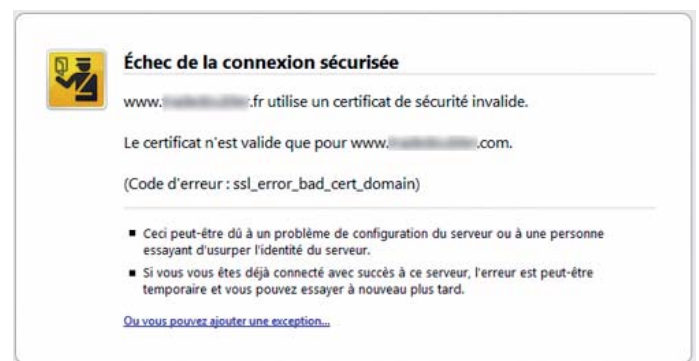 Échec de la connexion sécurisée
www. .fr utilise un certificat de sécurité invalide.
Le certificat n'est valide que pour www. .com.
(Code d'erreur : ssl_error_bad_cert_domain)
Ceci peut-être dû à un problème de configuration du serveur ou à une personne
essayant d'usurper l'identité du serveur.
Si vous vous êtes déjà connecté avec succès à ce serveur, l'erreur est peut-être
temporaire et vous pouvez essayer à nouveau plus tard.
Ou vous pouvez ajouter une exception...